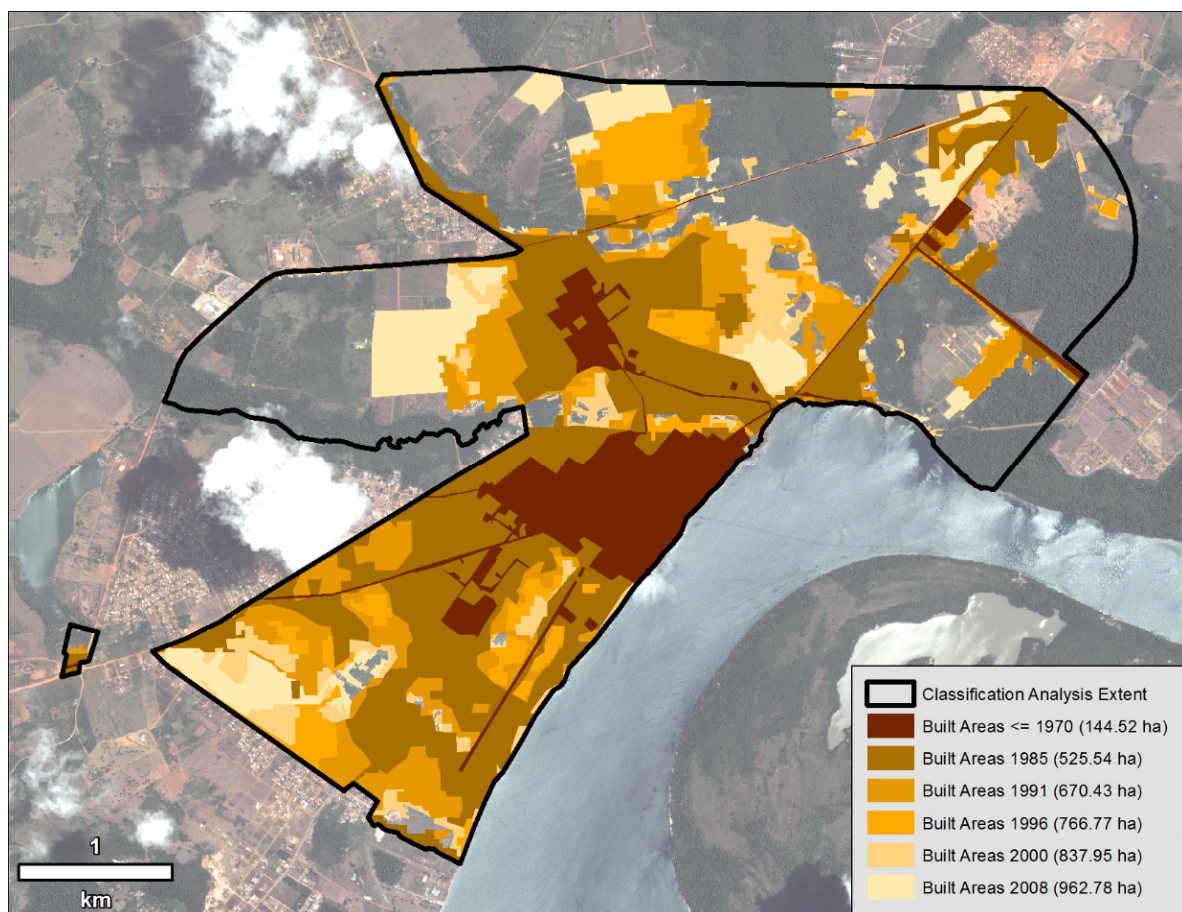 Classification Analysis Extent
Built Areas <= 1970 (144.52 ha)
Built Areas 1985 (525.54 ha)
Built Areas 1991 (670.43 ha)
Built Areas 1996 (766.77 ha)
Built Areas 2000 (837.95 ha)
Built Areas 2008 (962.78 ha)
1
km